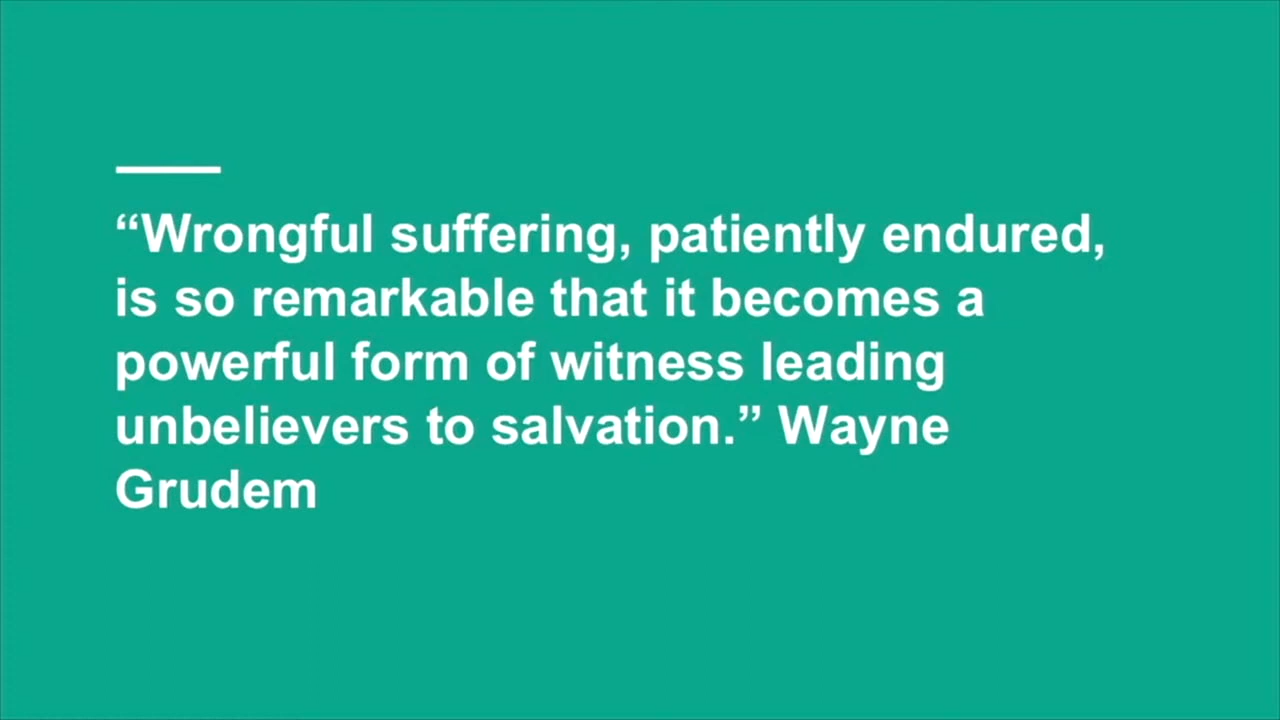 “Wrongful suffering, patiently endured,
is so remarkable that it becomes a
powerful form of witness leading
unbelievers to salvation.” Wayne
Grudem